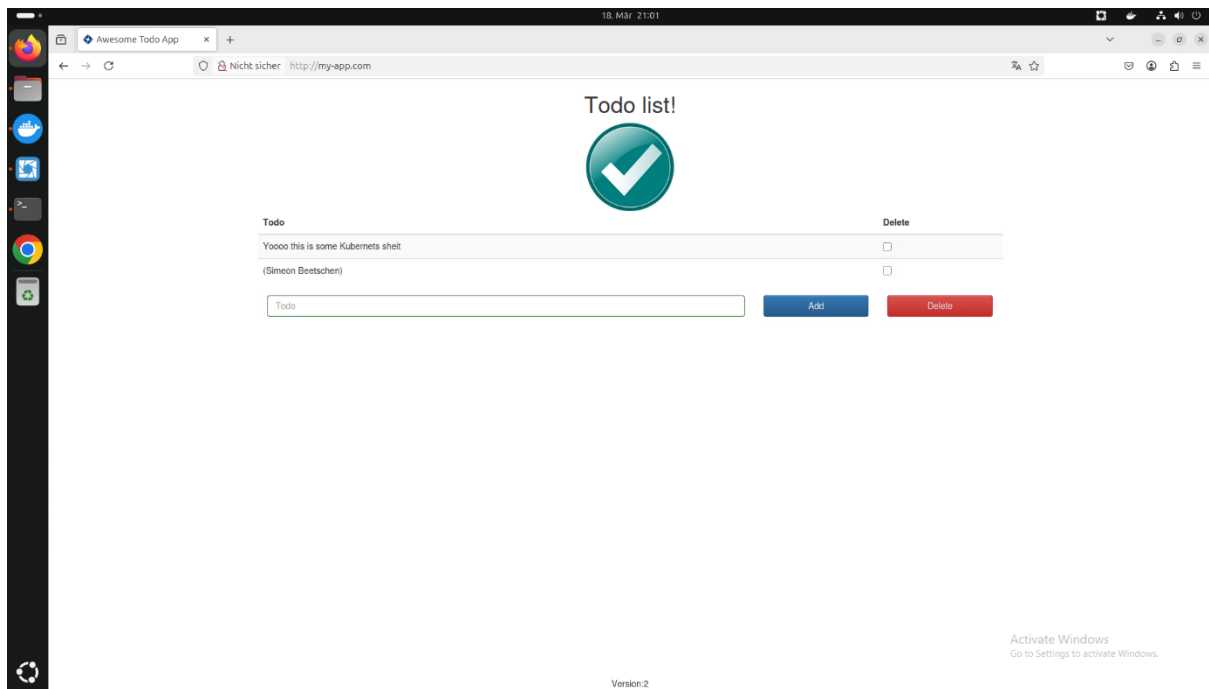 18. Mär 21:01
Awesome Todo App
Nicht sicher http://my-app.com
Todo list!
Todo Delete
Yoooo this is some Kubernets sheit
(Simeon Beetschen)
Todo Add Delete
Activate Windows
Go to Settings to activate Windows.
Version:2